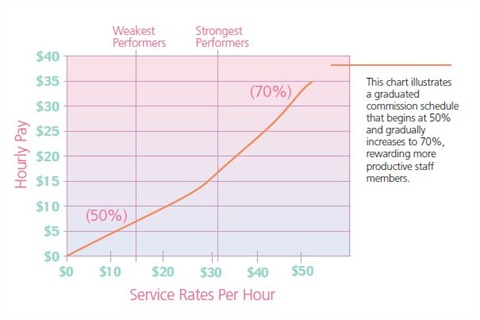 Weakest
Performers
Strongest
Performers
$40
$35
$30
$25
$20
$15
$10
$5
$0
Hourly Pay
(70%)
(50%)
$0 $10 $20 $30 $40 $50
Service Rates Per Hour
This chart illustrates
a graduated
commission schedule
that begins at 50%
and gradually
increases to 70%,
rewarding more
productive staff
members.